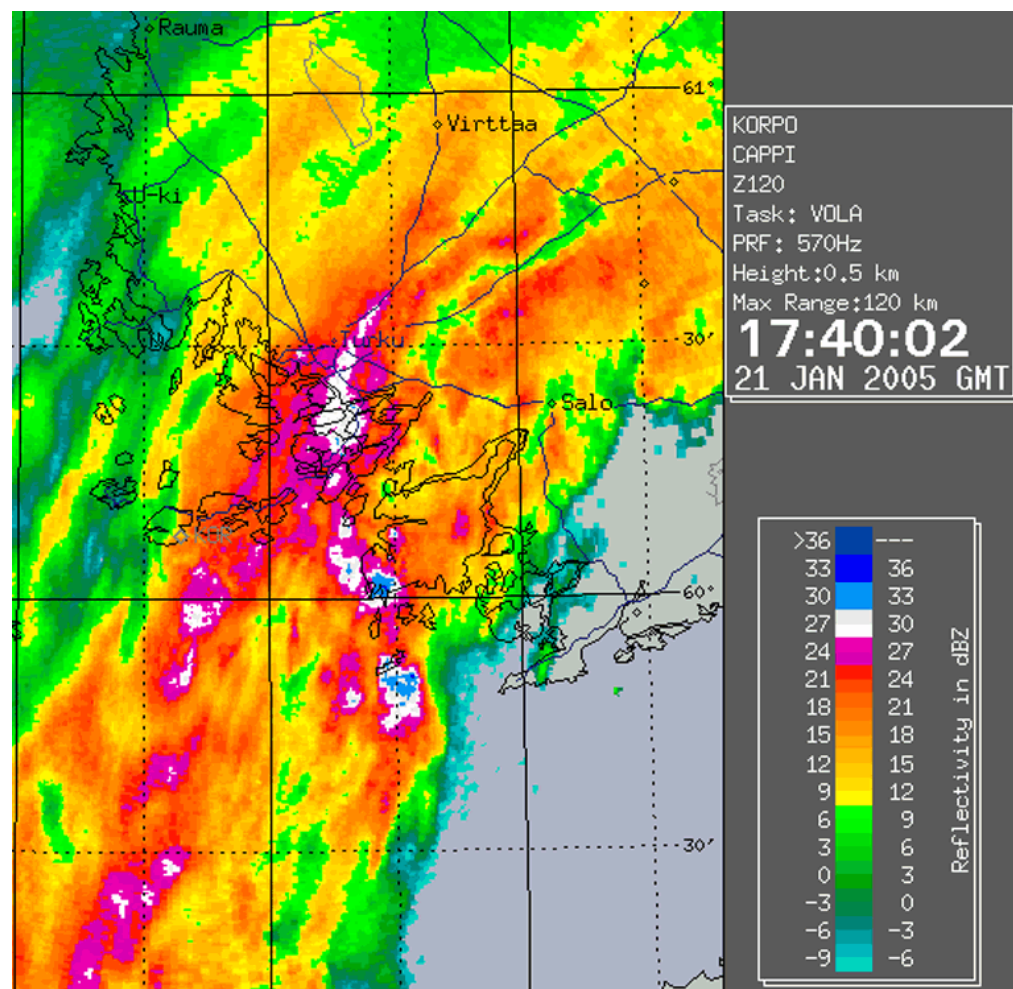 Rauma
61°
Virttaa
U-ki
Turku
30'
Salo
KOR
60°
30'
KORPO
CAPPI
Z120
Task: VOLA
PRF: 570Hz
Height:0.5 km
Max Range:120 km
17:40:02
21 JAN 2005 GMT
>36 ---
33 36
30 33
27 30
24 27
21 24
18 21
15 18
12 15
9 12
6 9
3 6
0 3
-3 0
-6 -3
-9 -6
Reflectivity in dBZ